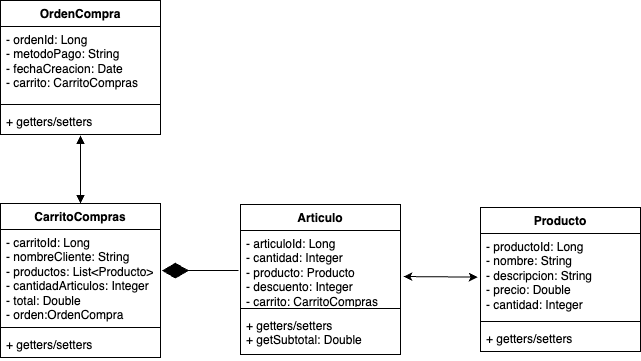 OrdenCompra
- ordenId: Long
- metodoPago: String
- fechaCreacion: Date
- carrito: CarritoCompras
+ getters/setters
CarritoCompras
- carritoId: Long
- nombreCliente: String
- productos: List<Producto>
- cantidadArticulos: Integer
- total: Double
- orden:OrdenCompra
+ getters/setters
Articulo
- articuloId: Long
- cantidad: Integer
- producto: Producto
- descuento: Integer
- carrito: CarritoCompras
+ getters/setters
+ getSubtotal: Double
Producto
- productoId: Long
- nombre: String
- descripcion: String
- precio: Double
- cantidad: Integer
+ getters/setters